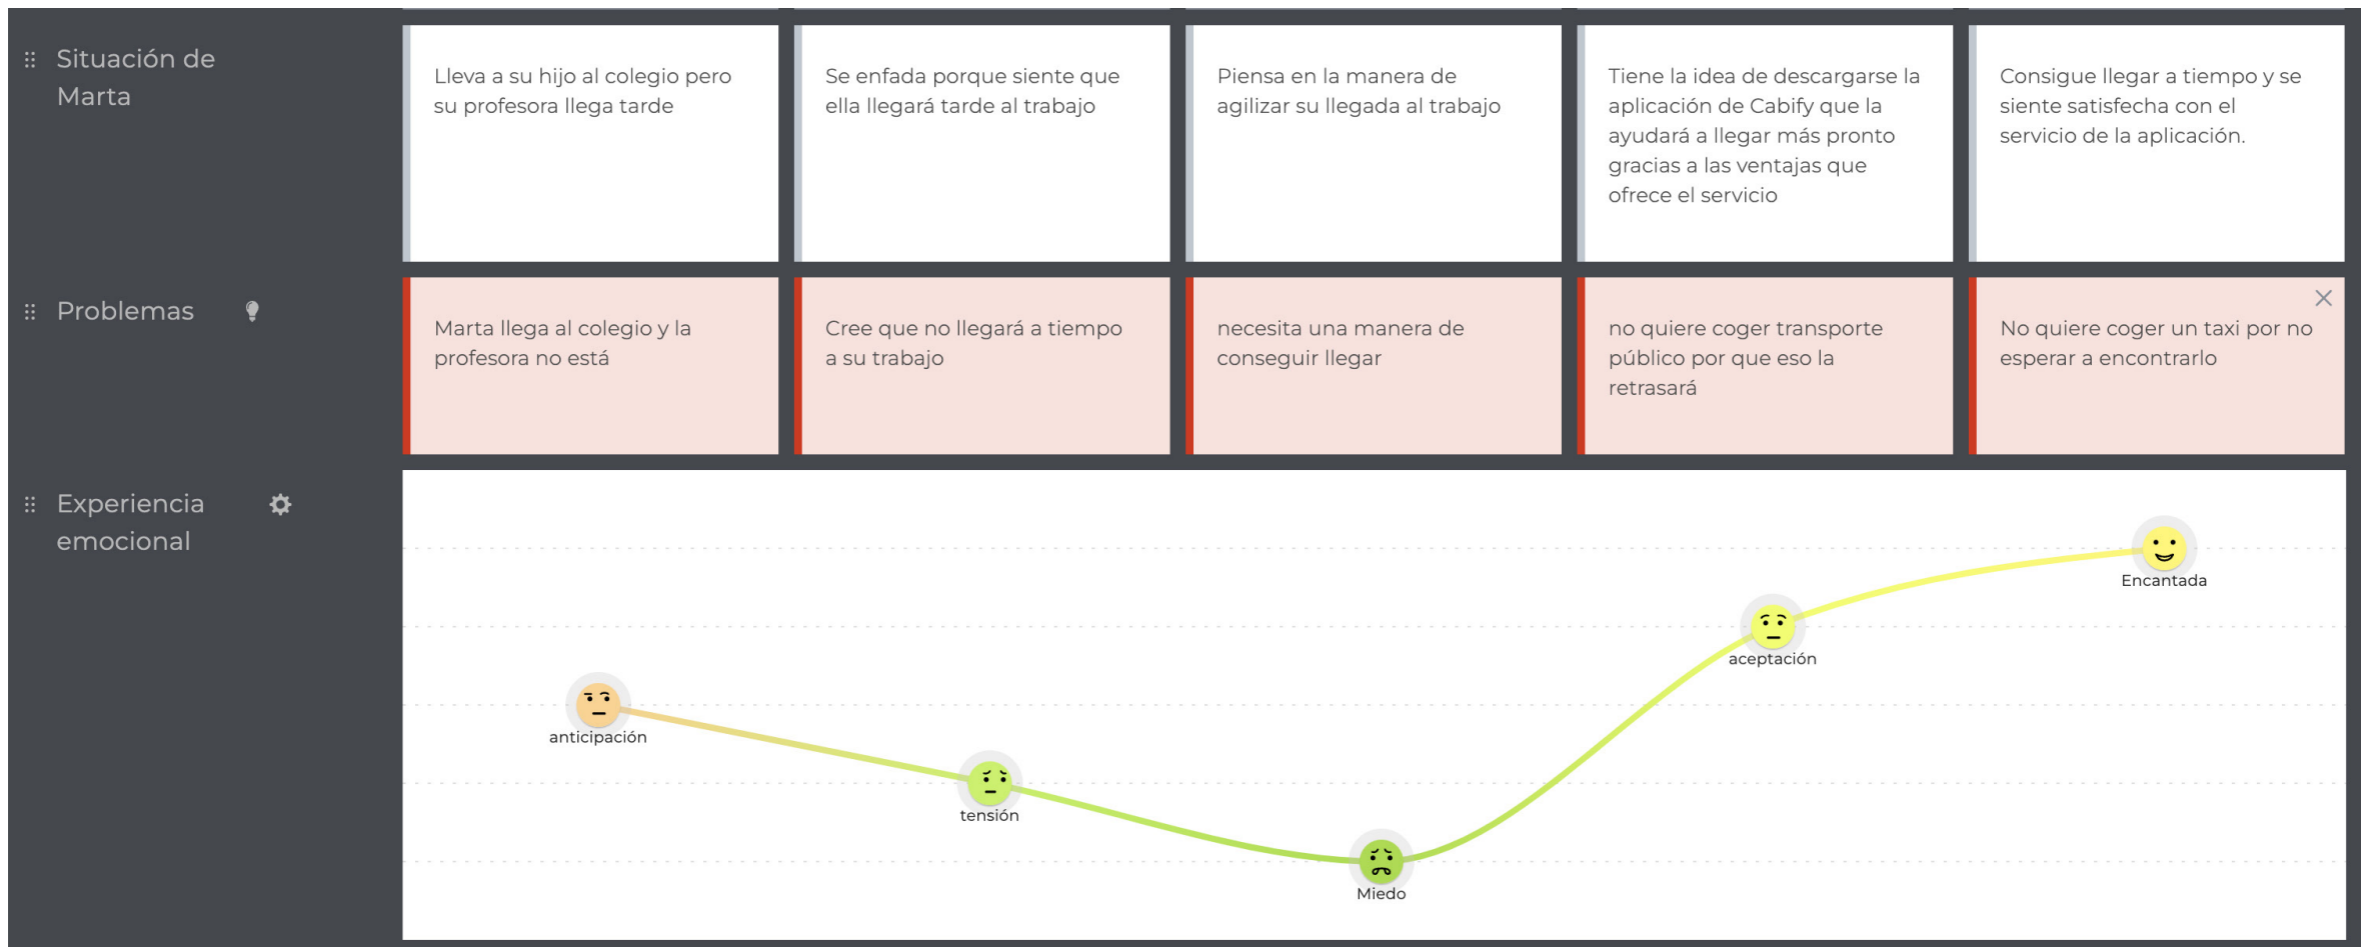 Situación de
Marta
Lleva a su hijo al colegio pero
su profesora llega tarde
Se enfada porque siente que
ella llegará tarde al trabajo
Piensa en la manera de
agilizar su llegada al trabajo
Tiene la idea de descargarse la
aplicación de Cabify que la
ayudará a llegar más pronto
gracias a las ventajas que
ofrece el servicio
Consigue llegar a tiempo y se
siente satisfecha con el
servicio de la aplicación.
Problemas
Marta llega al colegio y la
profesora no está
Cree que no llegará a tiempo
a su trabajo
necesita una manera de
conseguir llegar
no quiere coger transporte
público por que eso la
retrasará
No quiere coger un taxi por no
esperar a encontrarlo
Experiencia
emocional
anticipación
tensión
Miedo
aceptación
Encantada